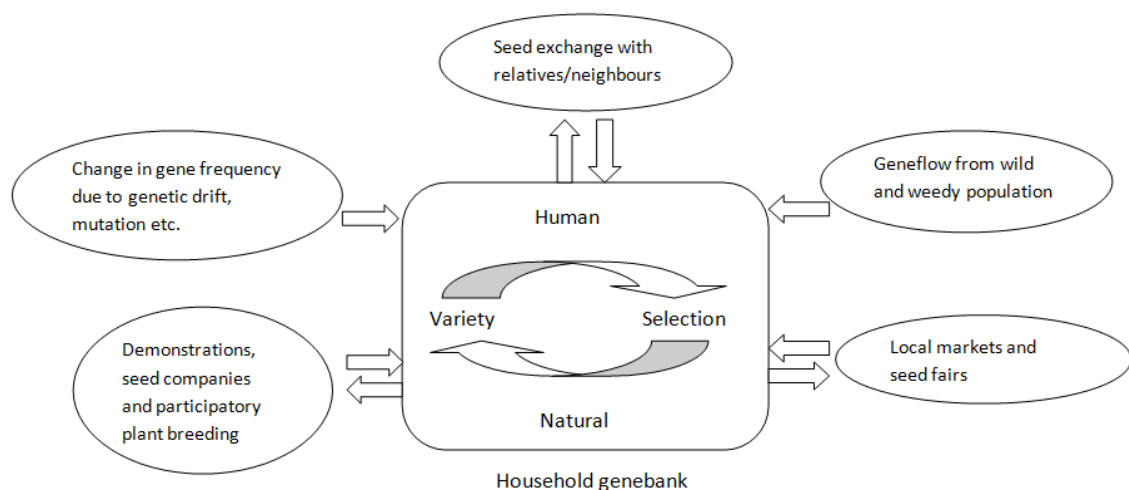 Seed exchange with
relatives/neighbours
Change in gene frequency
due to genetic drift,
mutation etc.
Geneflow from wild
and weedy population
Human
Variety
Selection
Natural
Demonstrations,
seed companies
and participatory
plant breeding
Local markets and
seed fairs
Household genebank